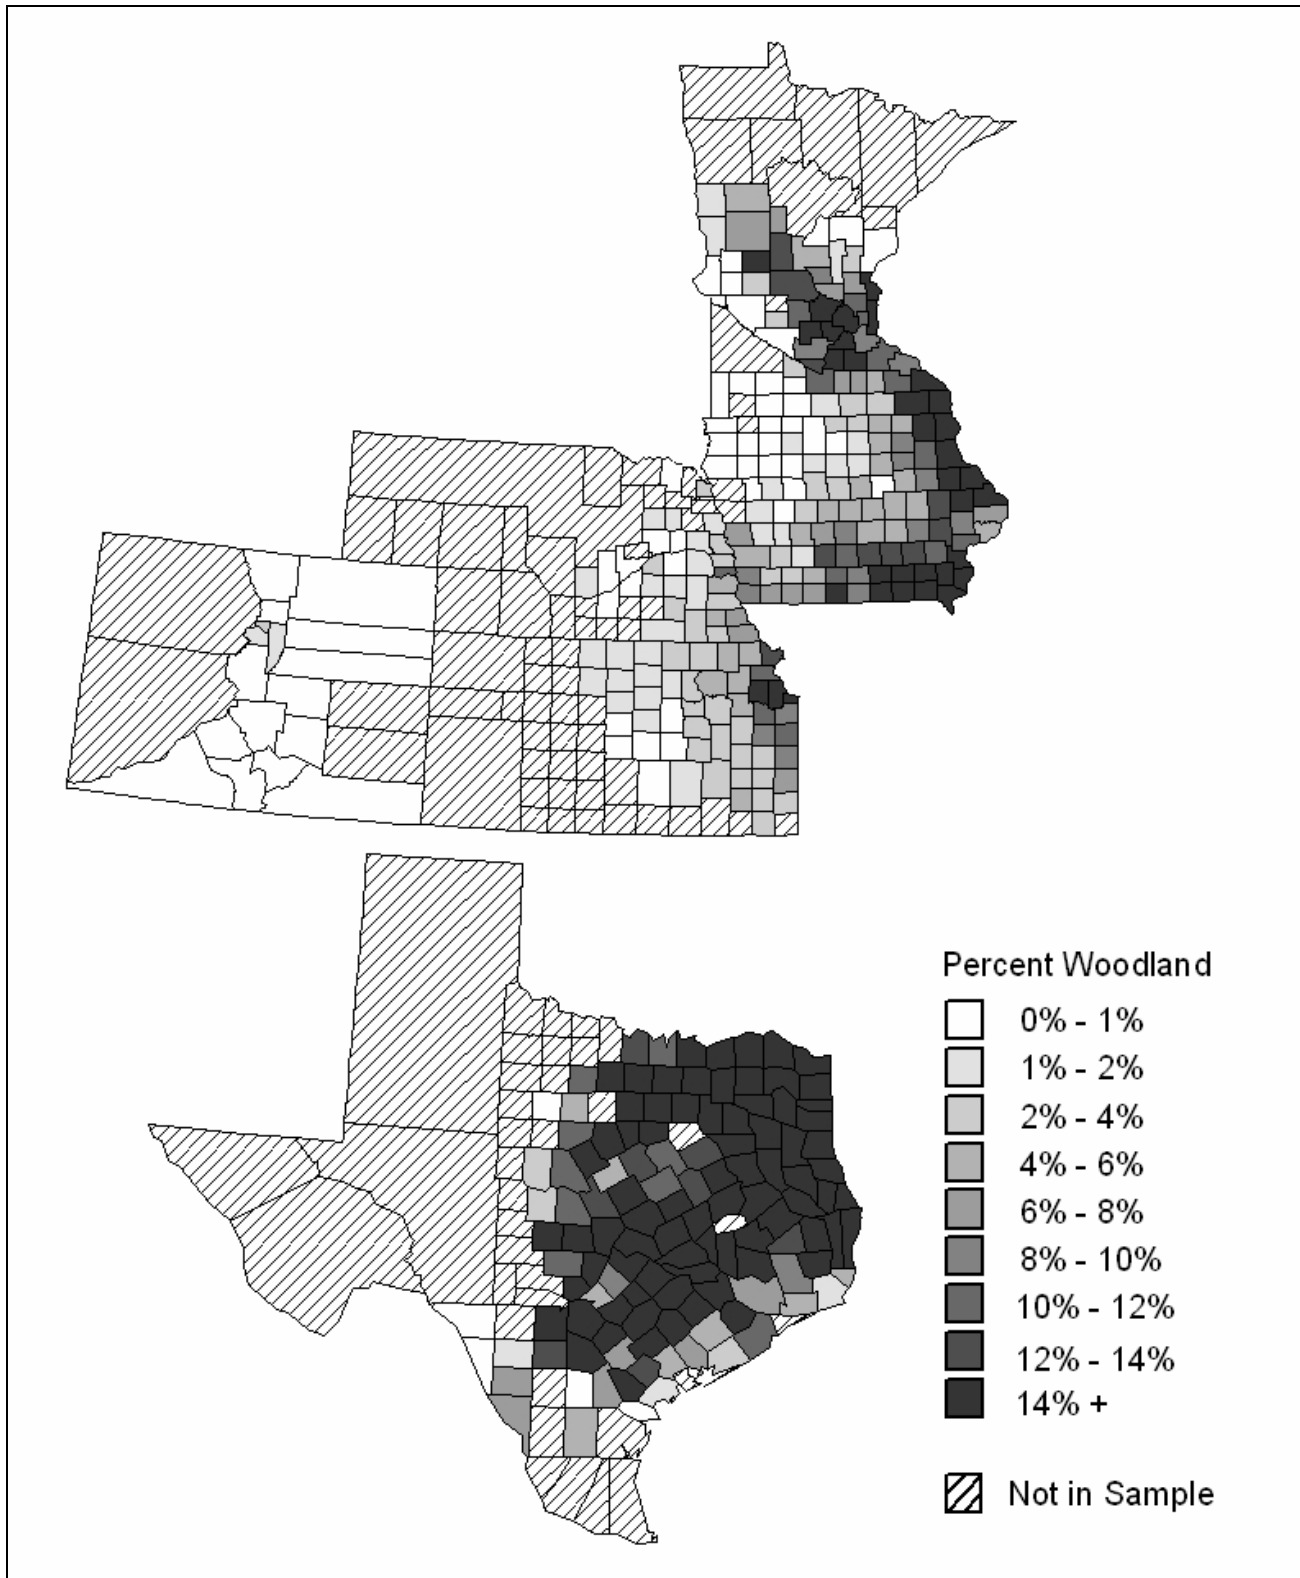 Percent Woodland
0% - 1%
1% - 2%
2% - 4%
4% - 6%
6% - 8%
8% - 10%
10% - 12%
12% - 14%
14% +
Not in Sample